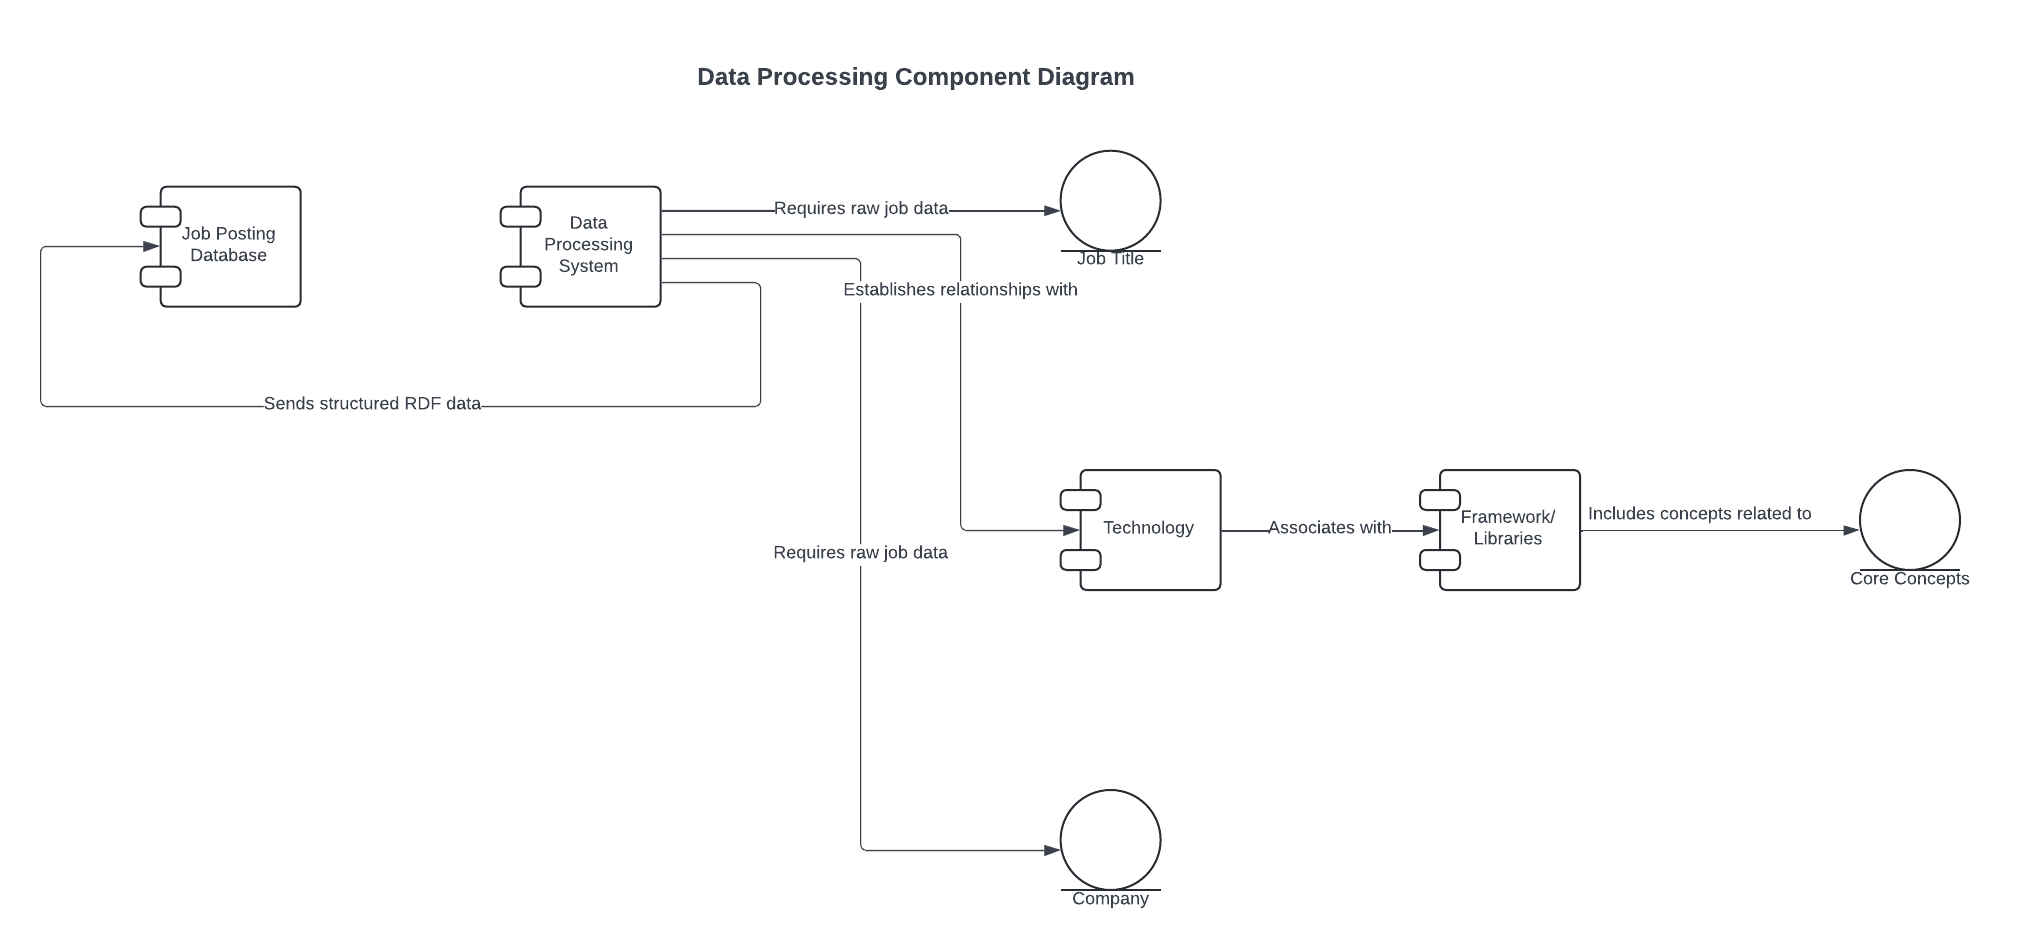 Data Processing Component Diagram
Job Posting
Database
Data
Processing
System
Requires raw job data
Job Title
Establishes relationships with
Sends structured RDF data
Technology
Associates with
Framework/
Libraries
Includes concepts related to
Core Concepts
Requires raw job data
Company